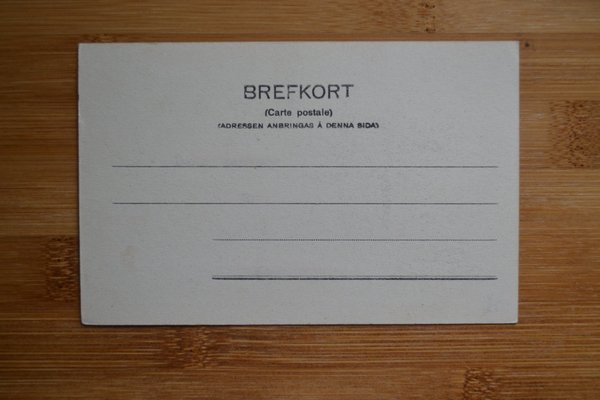 BREFKORT
(Carte postale)
(ADRESSEN ANBRINGAS Å DENNA SIDA)